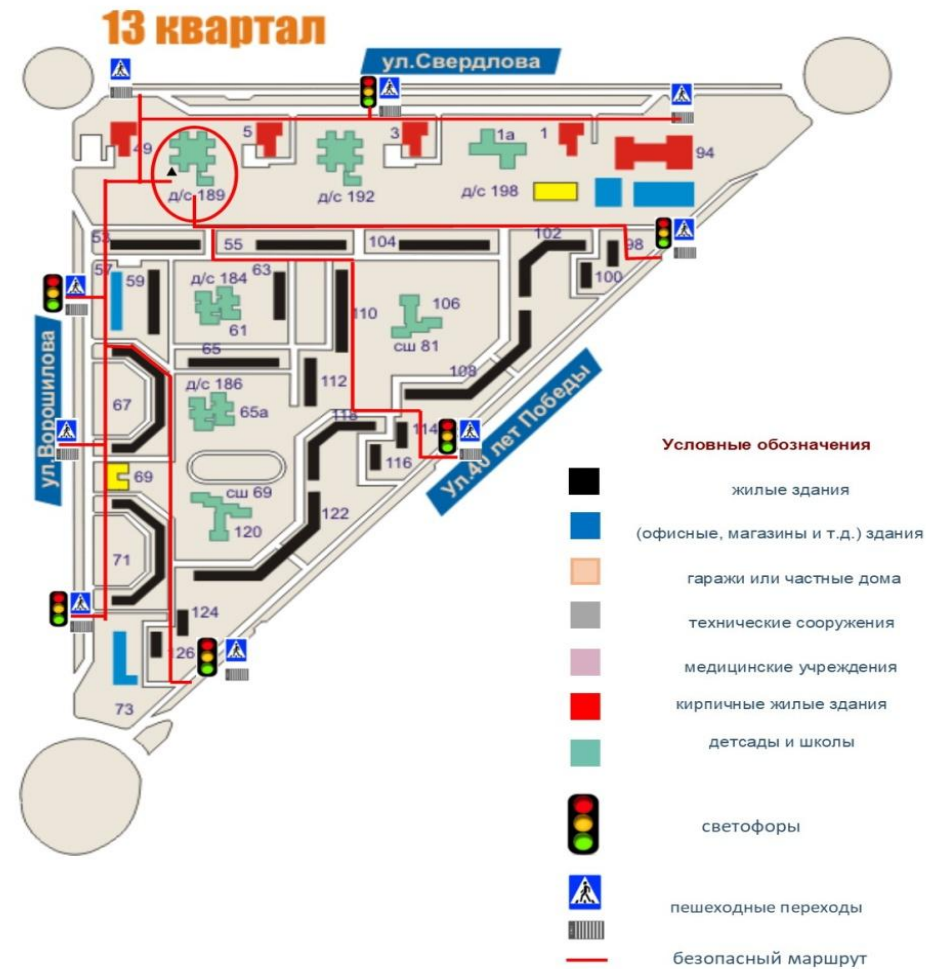 13 квартал
ул.Свердлова
49
5
3
1а
1
94
д/с 189
д/с 192
д/с 198
53
55
104
102
98
57
59
д/с 184
63
100
110
106
61
сш 81
65
108
д/с 186
112
67
65а
118
114
116
ул.Ворошилова
Ул.40 лет Победы
69
сш 69
122
120
71
124
126
73
Условные обозначения
жилые здания
(офисные, магазины и т.д.) здания
гаражи или частные дома
технические сооружения
медицинские учреждения
кирпичные жилые здания
детсады и школы
светофоры
пешеходные переходы
безопасный маршрут